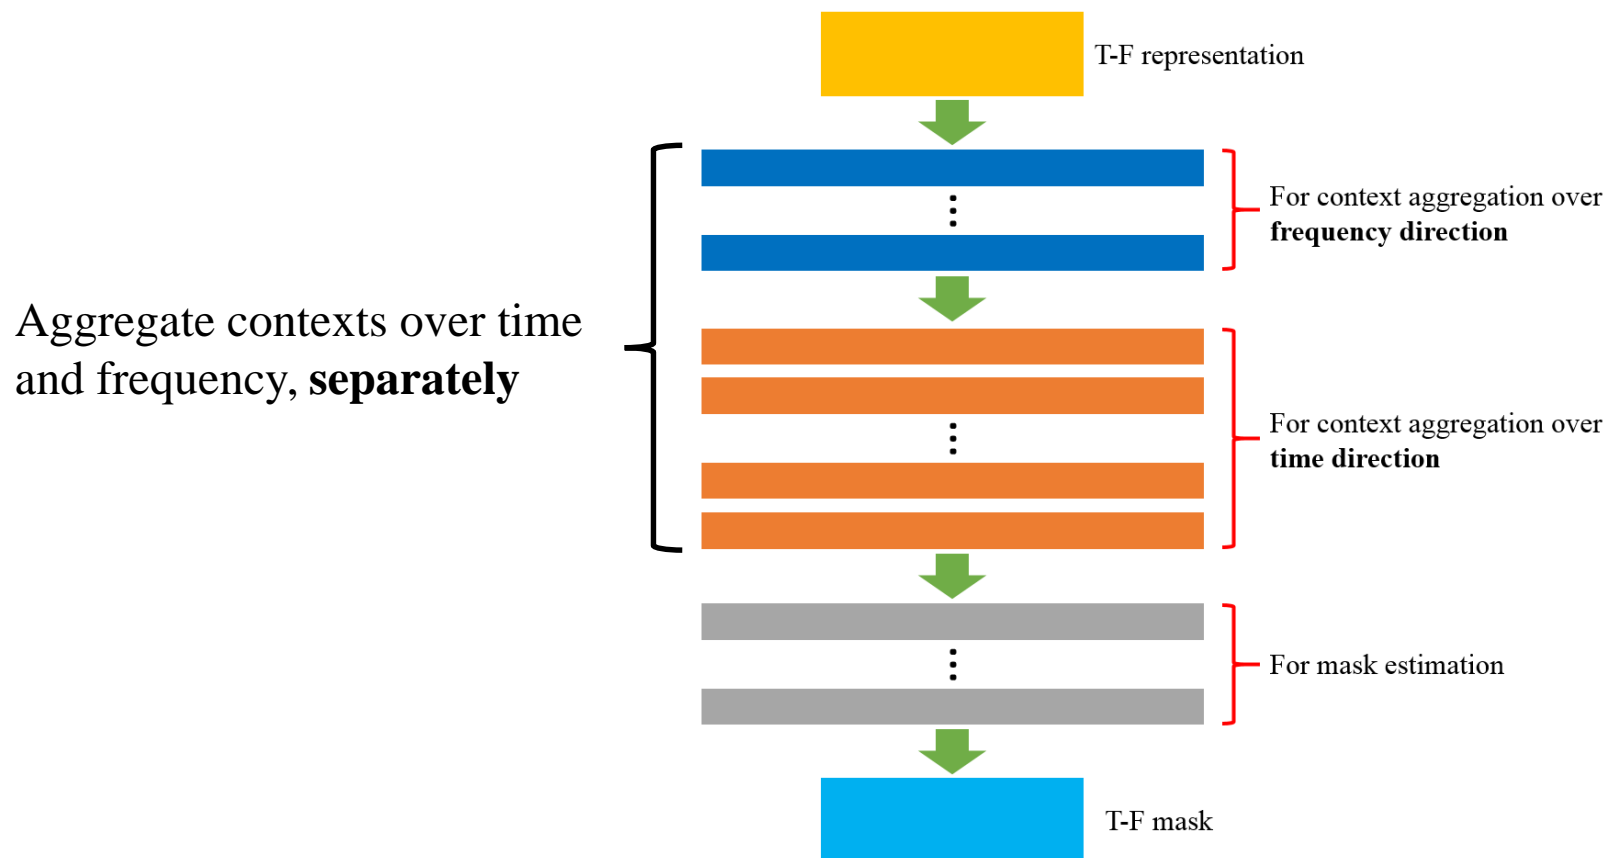 T-F representation
For context aggregation over
frequency direction
Aggregate contexts over time
and frequency, separately
For context aggregation over
time direction
For mask estimation
T-F mask